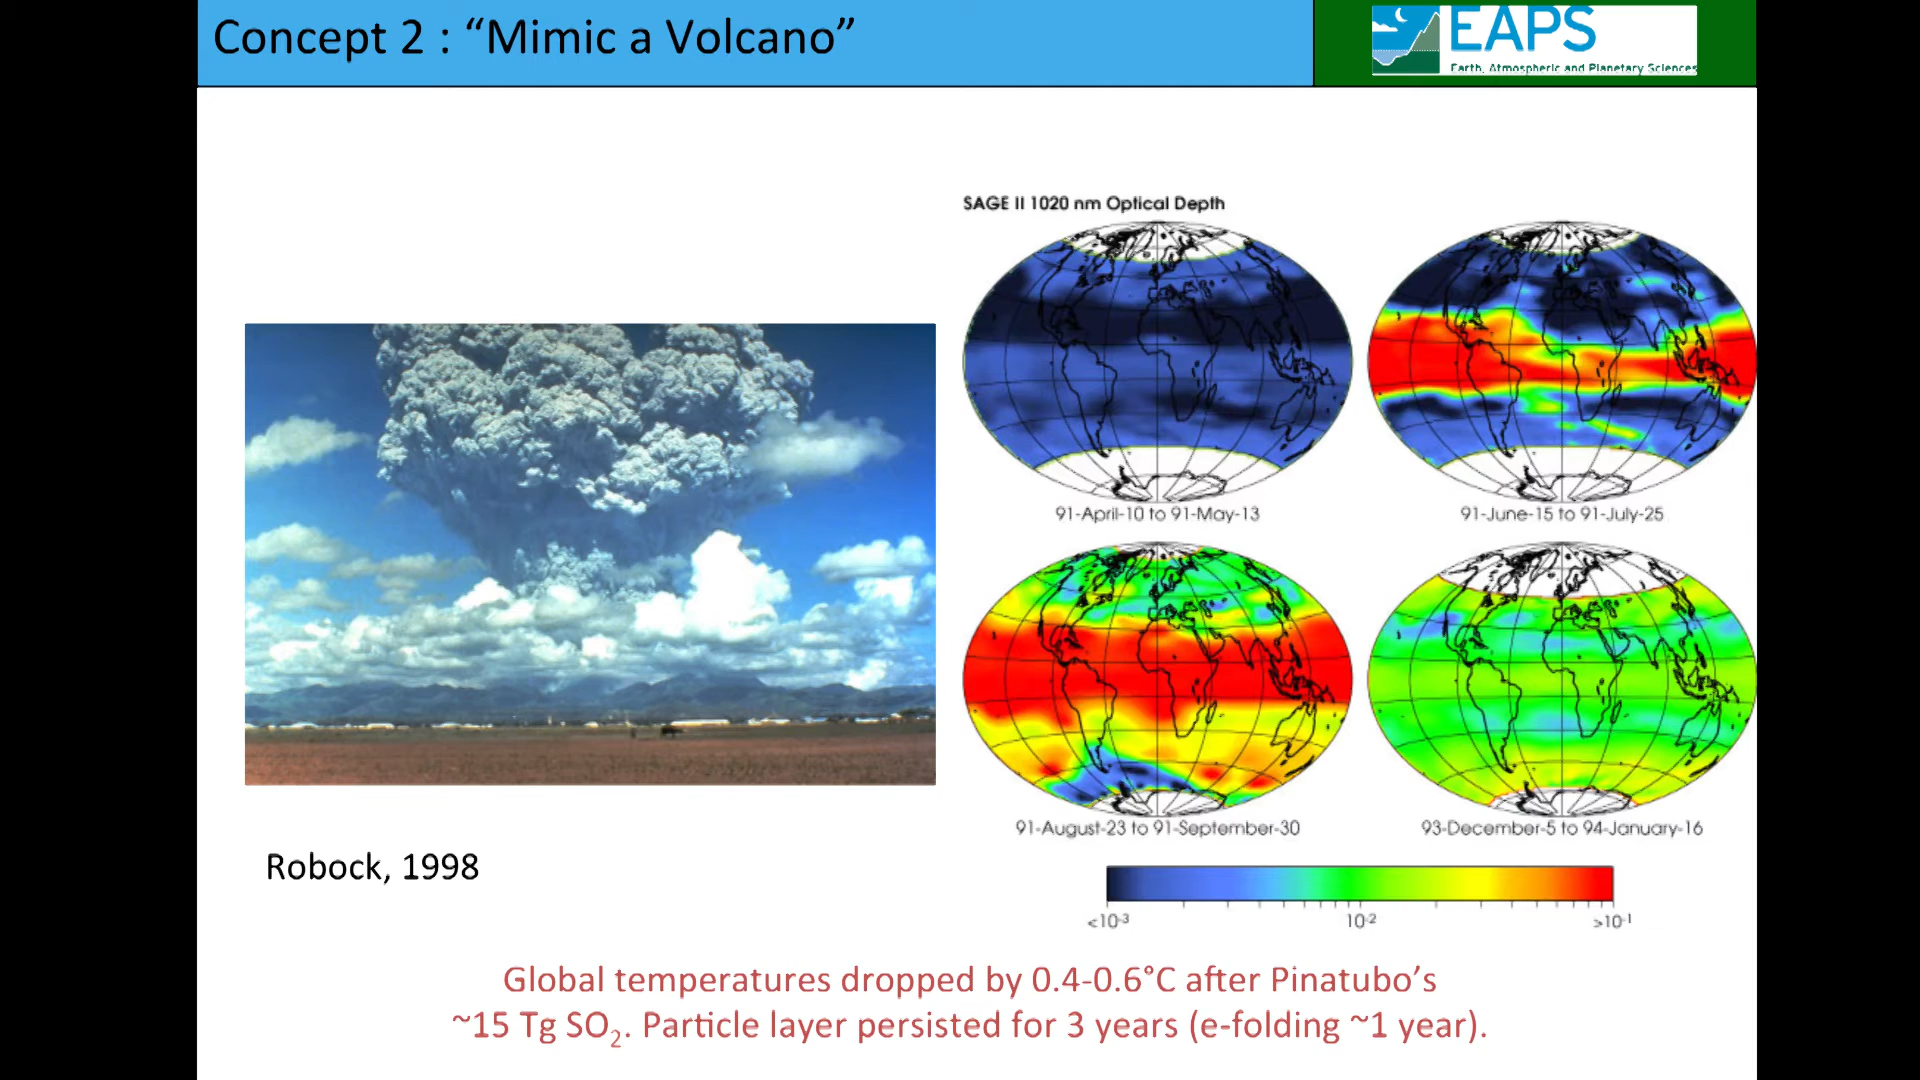 Concept 2 : “Mimic a Volcano”
EAPS
Earth, Atmospheric and Planetary Sciences
SAGE II 1020 nm Optical Depth
91-April-10 to 91-May-13
91-June-15 to 91-July-25
91-August-23 to 91-September-30
93-December-5 to 94-January-16
Robock, 1998
<10⁻³
10⁻²
>10⁻¹
Global temperatures dropped by 0.4-0.6°C after Pinatubo’s
~15 Tg SO₂. Particle layer persisted for 3 years (e-folding ~1 year).